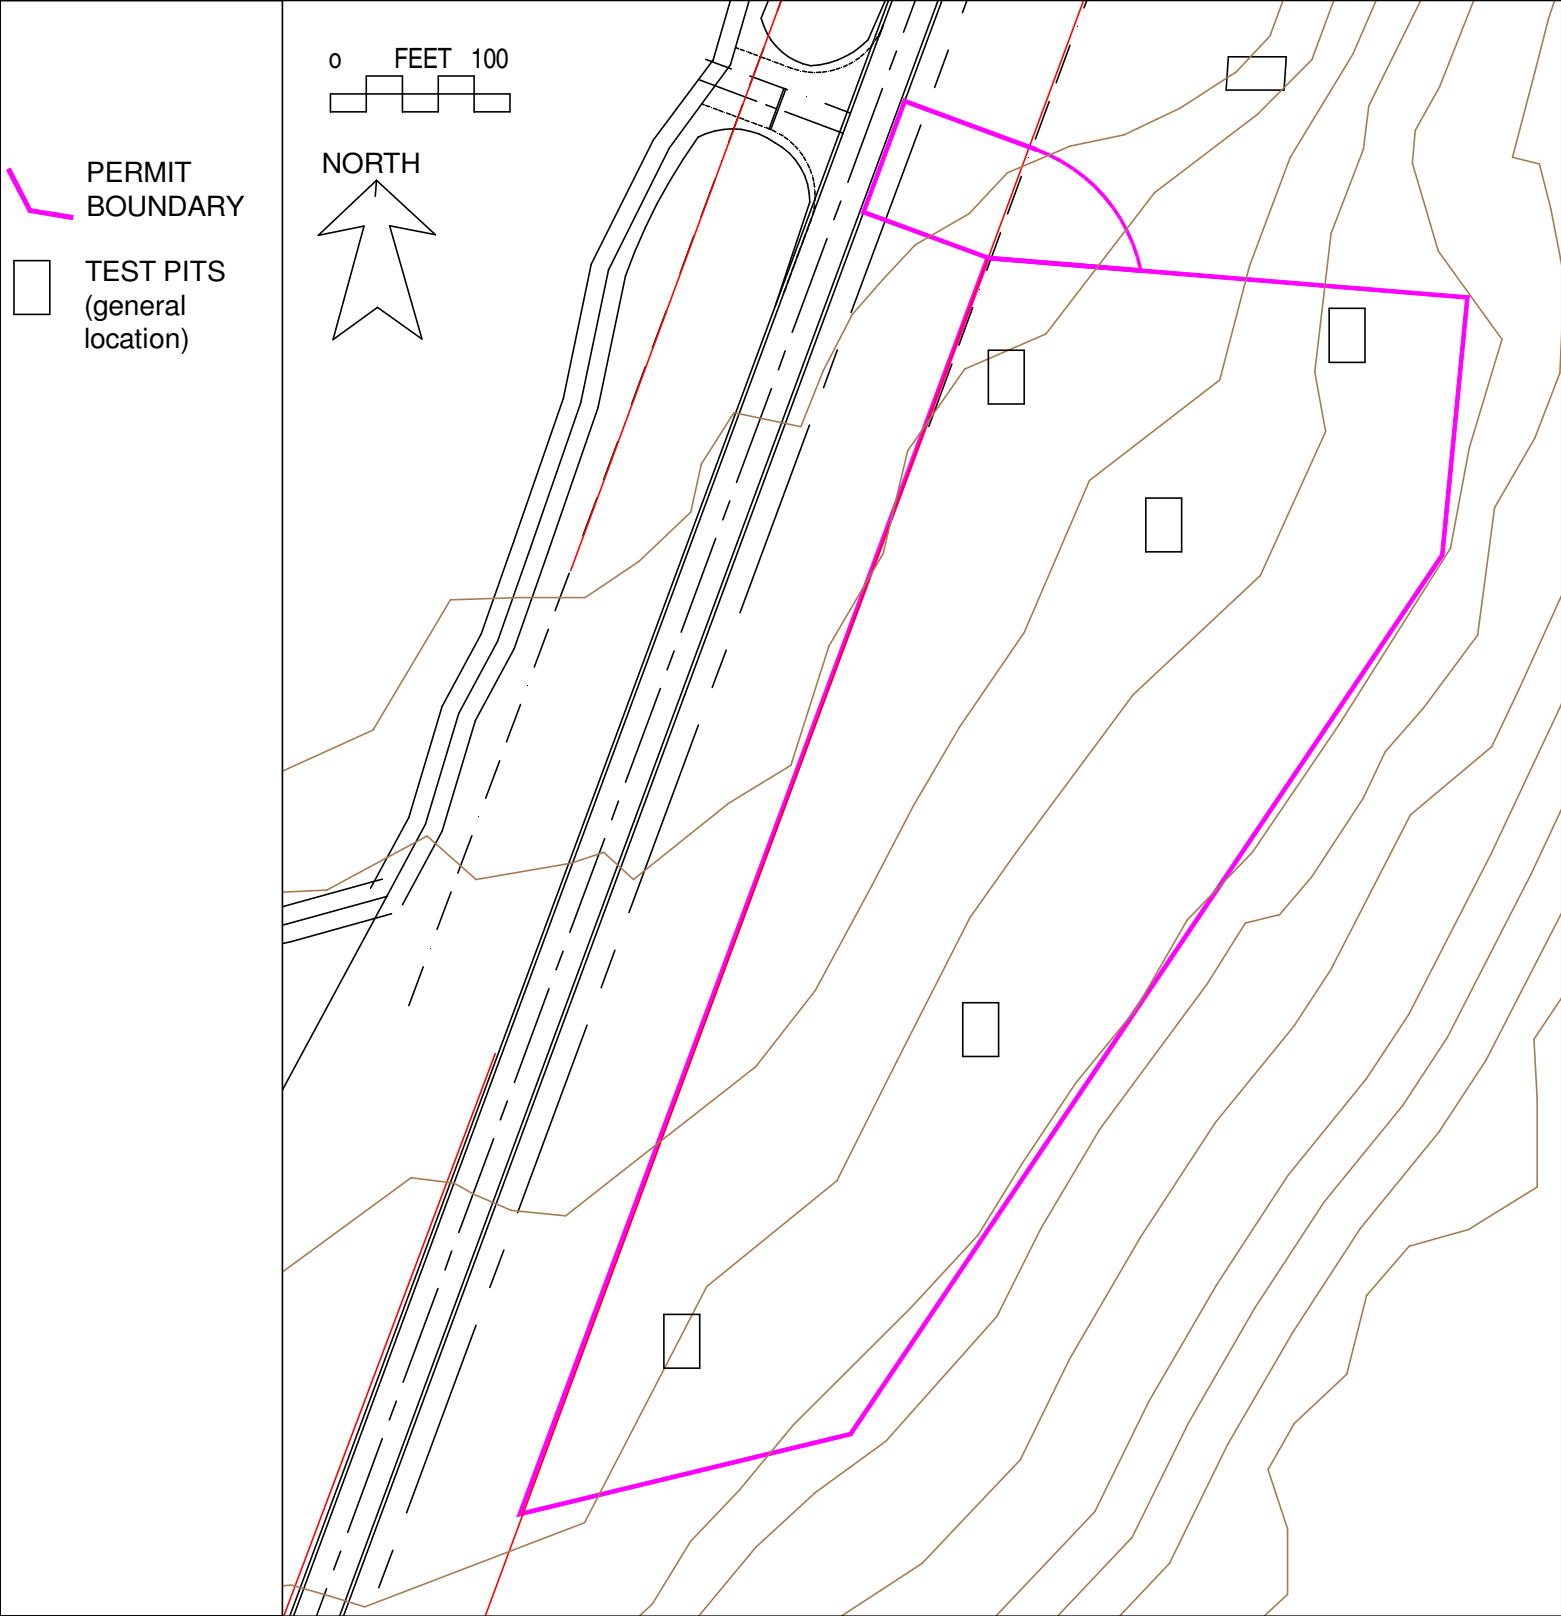 o FEET 100
NORTH
PERMIT
BOUNDARY
TEST PITS
(general
location)